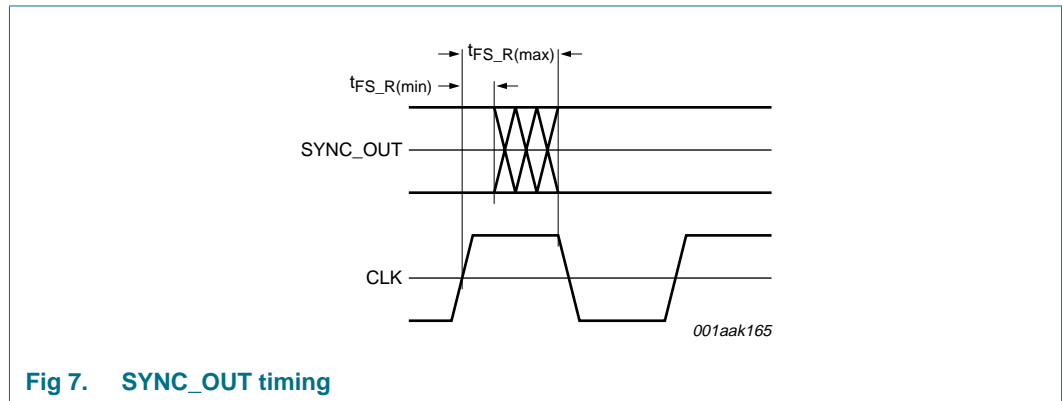 tFS_R(max)
tFS_R(min)
SYNC_OUT
CLK
001aak165
Fig 7. SYNC_OUT timing